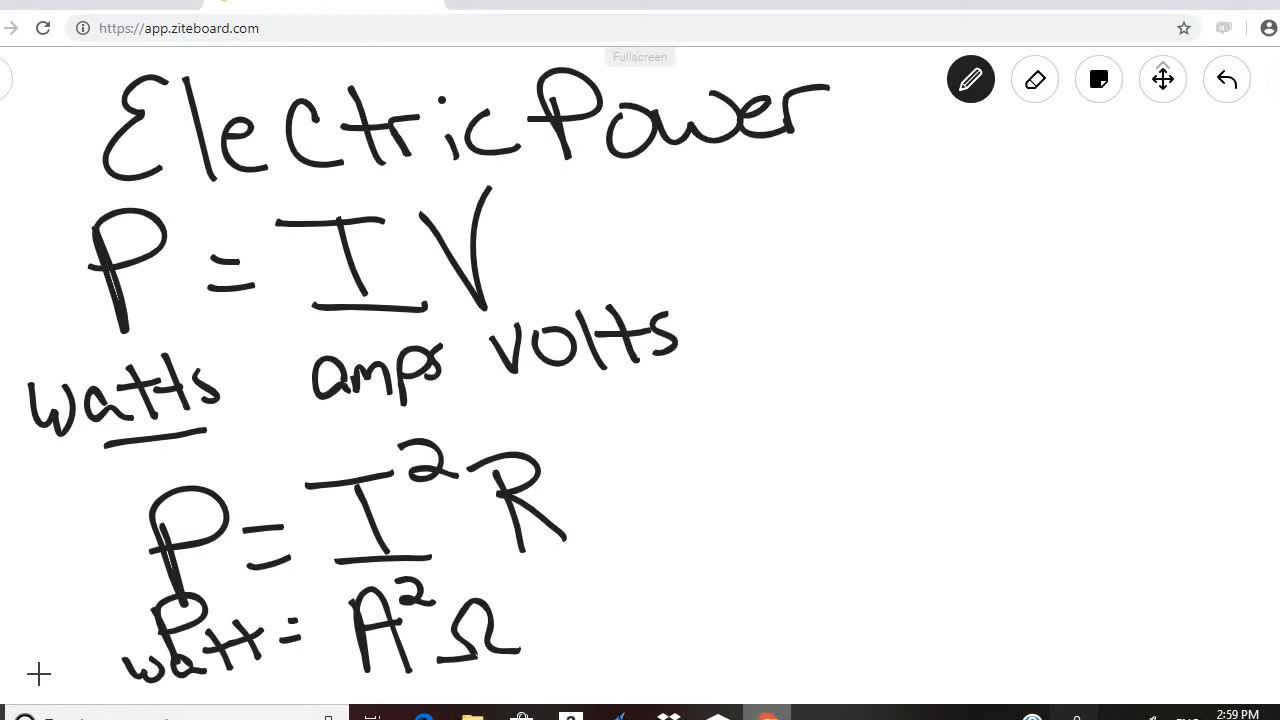 https://app.ziteboard.com
Fullscreen
Electric Power
P = IV
watts amps volts
P = I²R
P
watt = A²Ω
2:59 PM